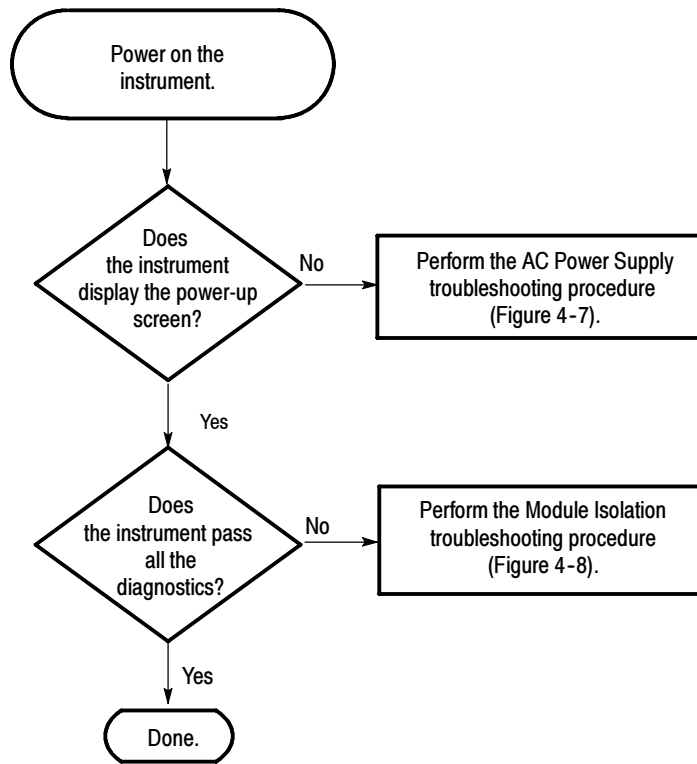 Power on the
instrument.
Does
the instrument
display the power-up
screen?
No
Perform the AC Power Supply
troubleshooting procedure
(Figure 4-7).
Yes
Does
the instrument pass
all the
diagnostics?
No
Perform the Module Isolation
troubleshooting procedure
(Figure 4-8).
Yes
Done.